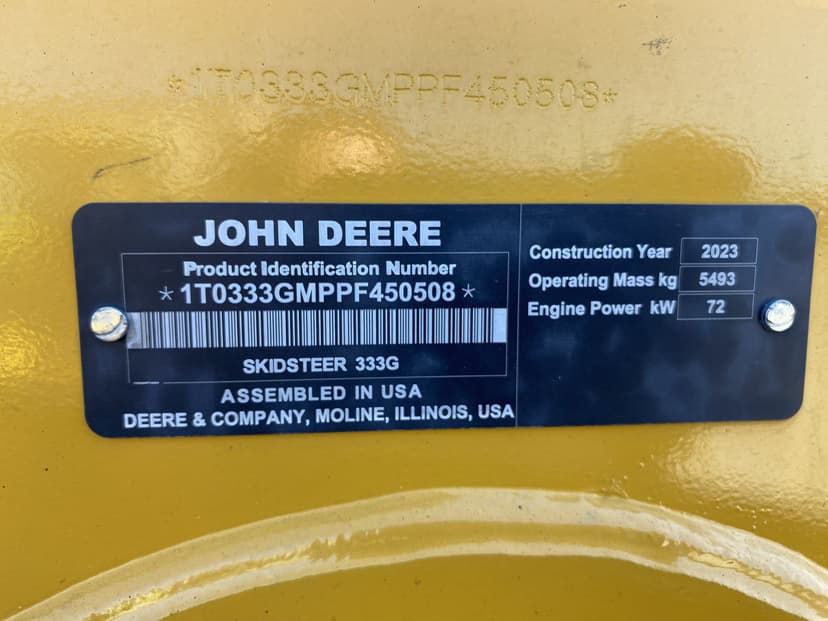 *1T0333GMPPF450508*
JOHN DEERE
Product Identification Number
*1T0333GMPPF450508*
SKIDSTEER 333G
ASSEMBLED IN USA
DEERE & COMPANY, MOLINE, ILLINOIS, USA
Construction Year 2023
Operating Mass kg 5493
Engine Power kW 72